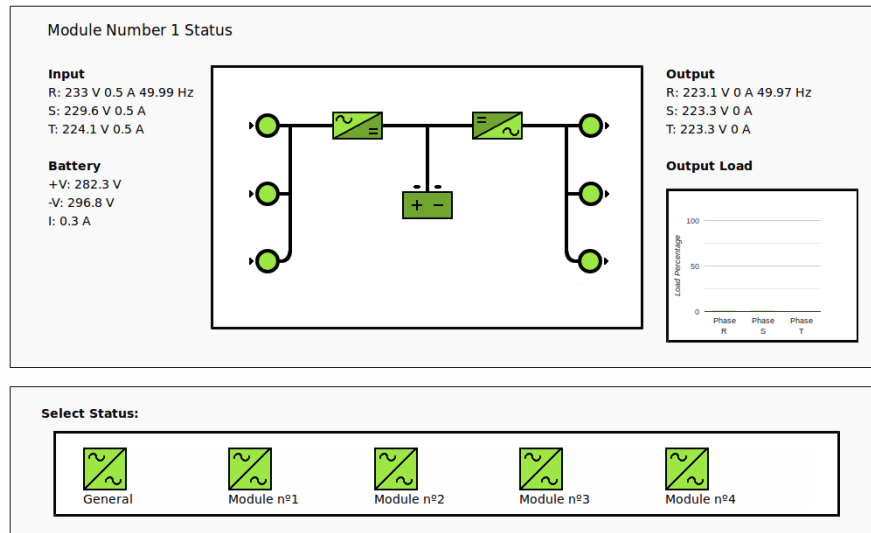 Module Number 1 Status
Input
R: 233 V 0.5 A 49.99 Hz
S: 229.6 V 0.5 A
T: 224.1 V 0.5 A
Battery
+V: 282.3 V
-V: 296.8 V
I: 0.3 A
Output
R: 223.1 V 0 A 49.97 Hz
S: 223.3 V 0 A
T: 223.3 V 0 A
Output Load
Load Percentage
100
50
0
Phase R
Phase S
Phase T
Select Status:
General
Module nº1
Module nº2
Module nº3
Module nº4